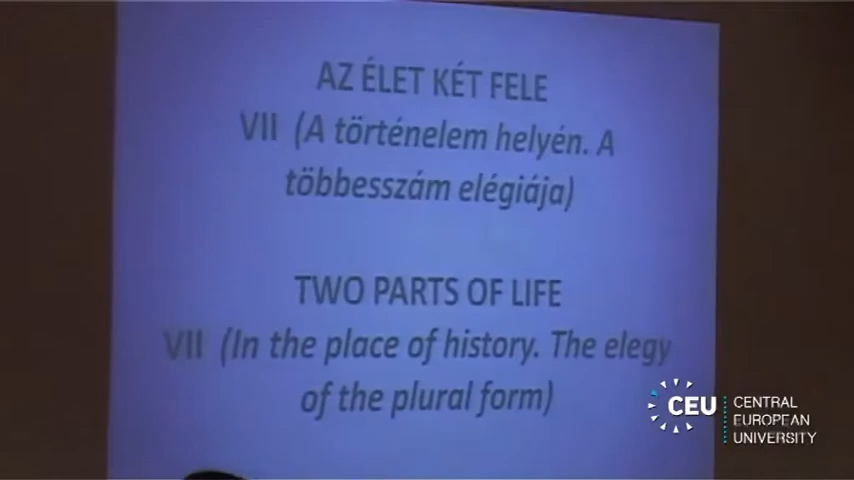 AZ ÉLET KÉT FELE
VII (A történelem helyén. A
többesszám elégiája)
TWO PARTS OF LIFE
VII (In the place of history. The elegy
of the plural form)
CEU
CENTRAL
EUROPEAN
UNIVERSITY